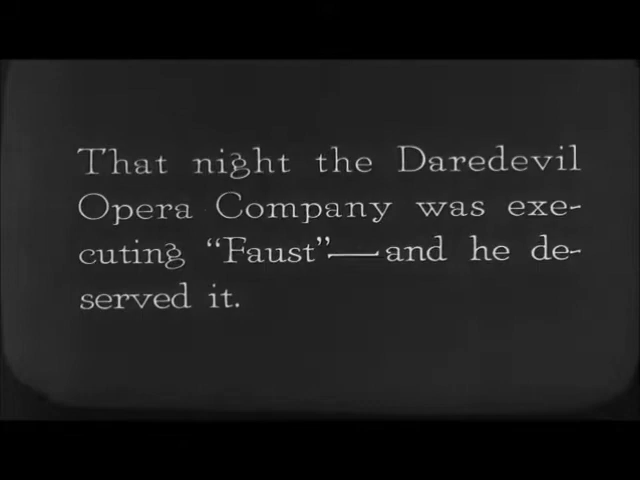 That night the Daredevil
Opera Company was exe-
cuting “Faust”—and he de-
served it.